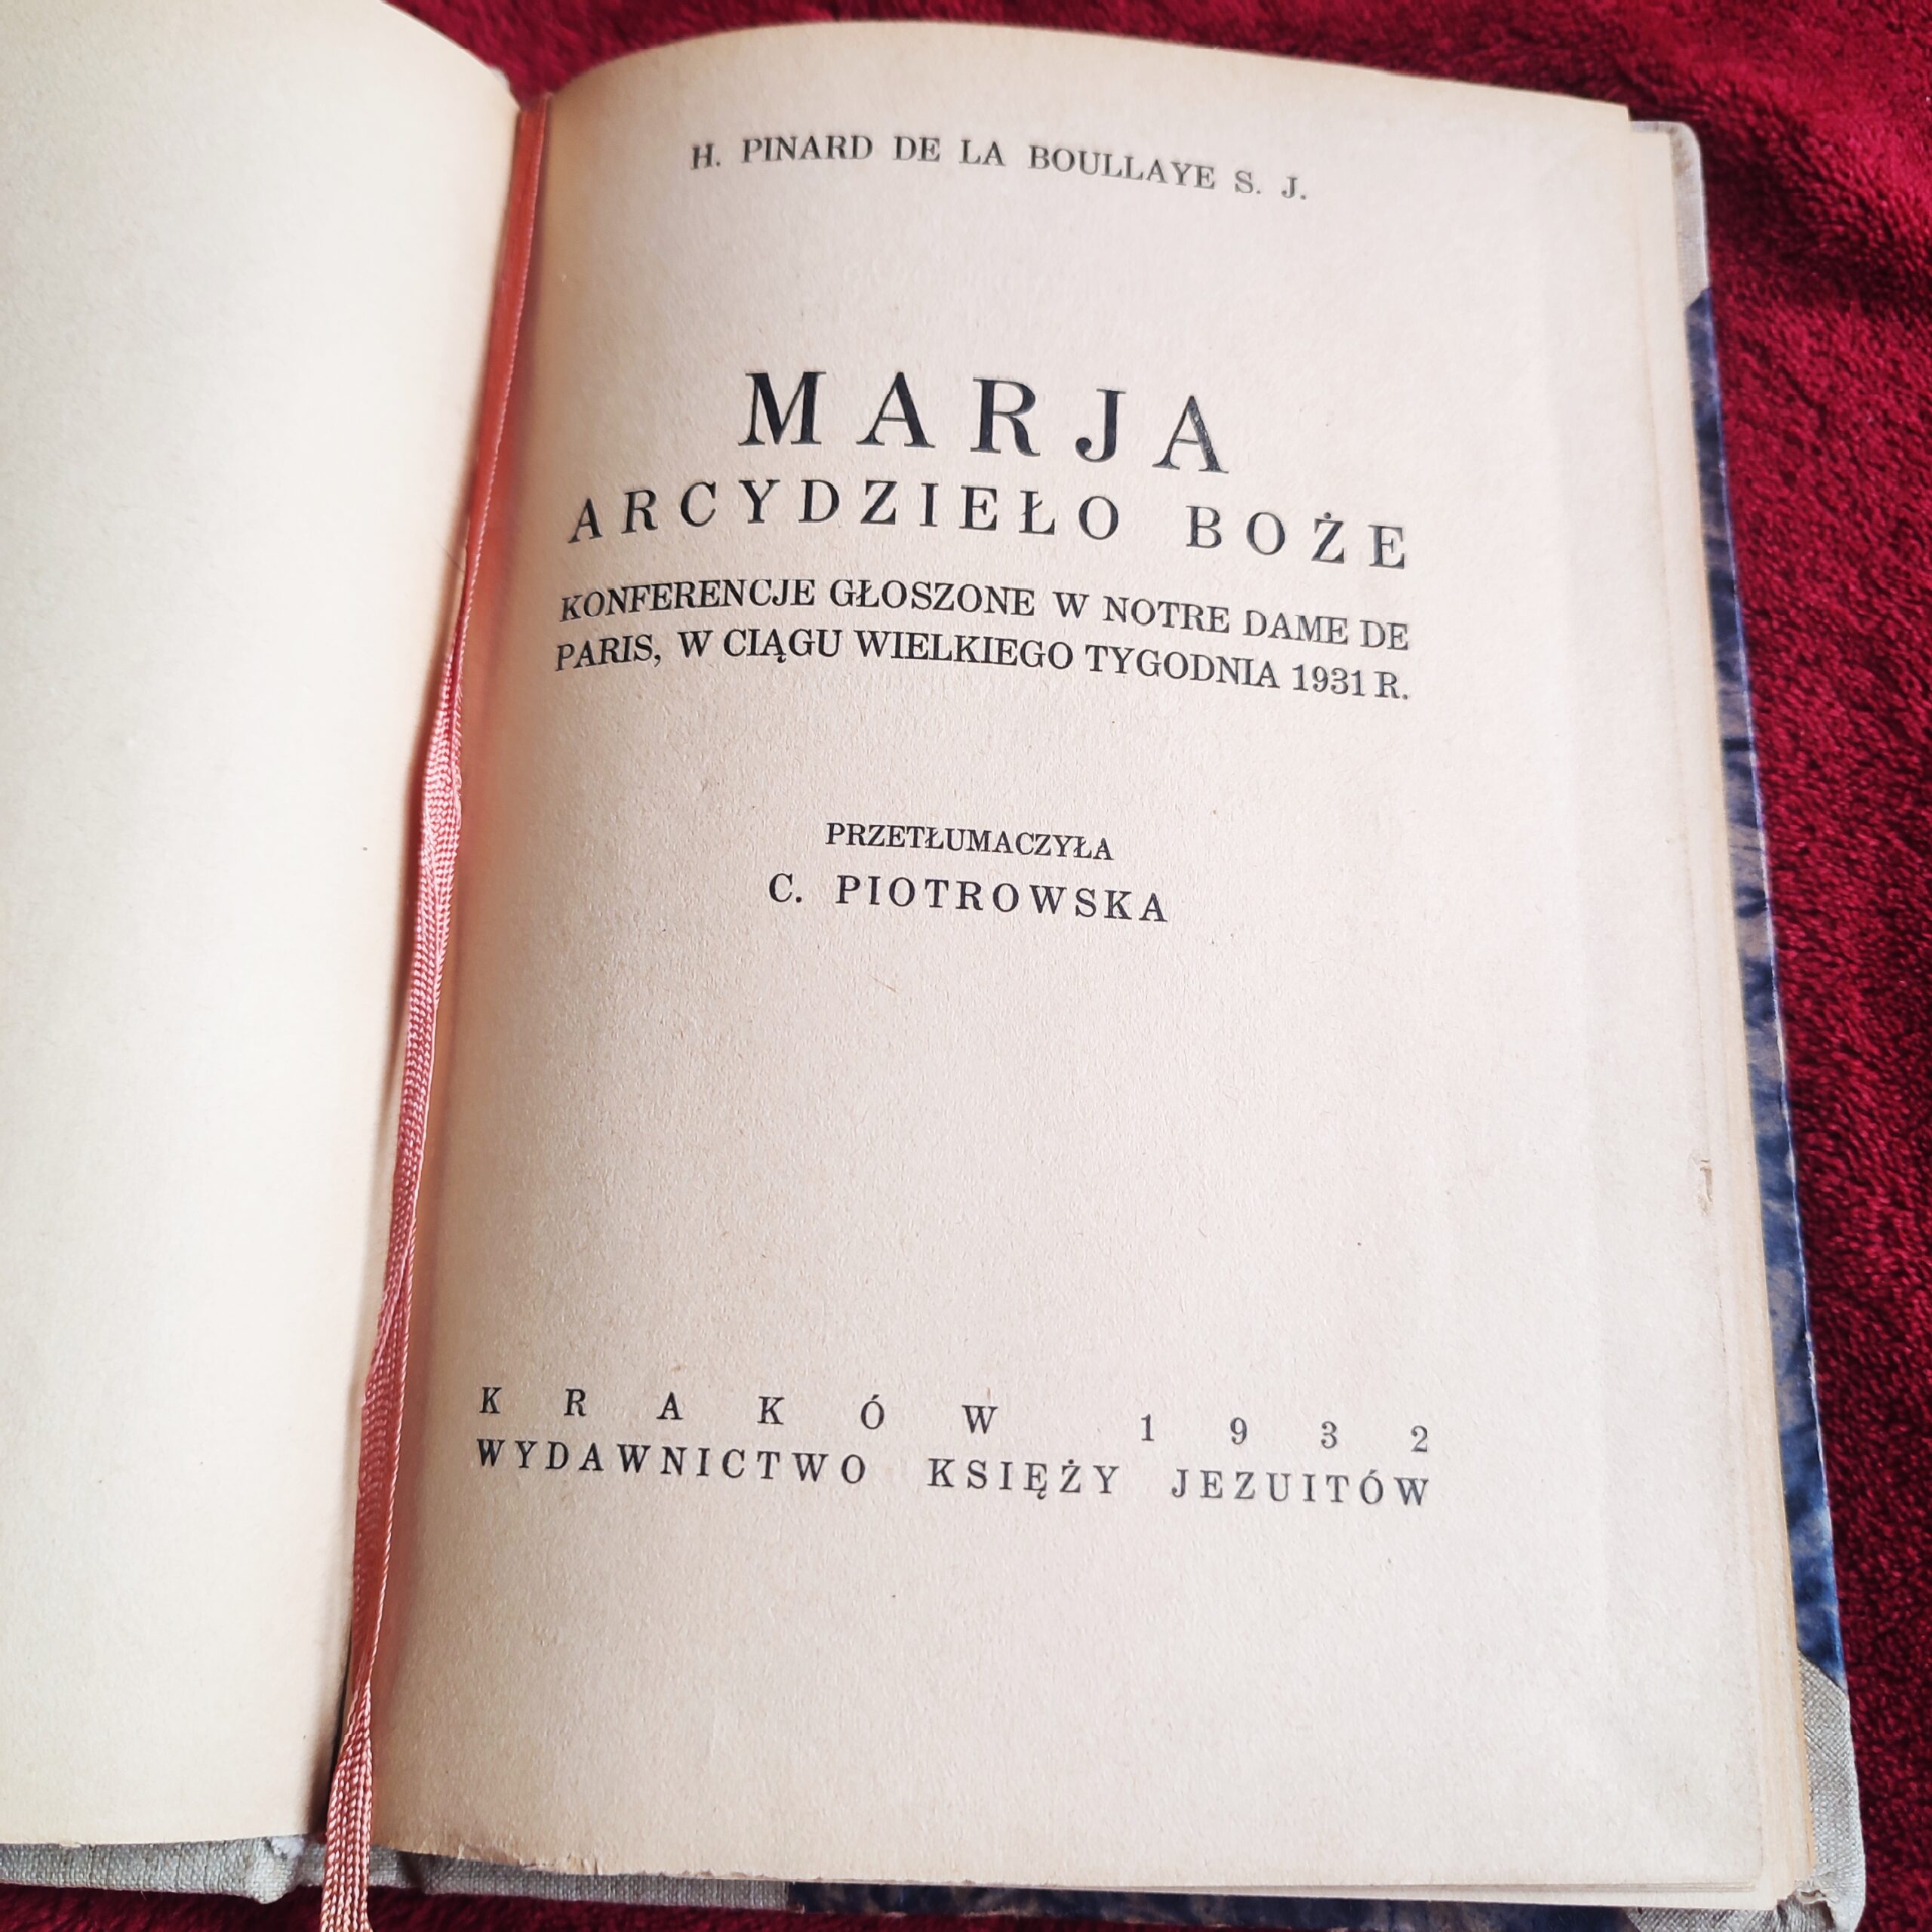 H. PINARD DE LA BOULLAYE S. J.
MARJA
ARCYDZIEŁO BOŻE
KONFERENCJE GŁOSZONE W NOTRE DAME DE
PARIS, W CIĄGU WIELKIEGO TYGODNIA 1931 R.
PRZETŁUMACZYŁA
C. PIOTROWSKA
KRAKÓW 1932
WYDAWNICTWO KSIĘŻY JEZUITÓW